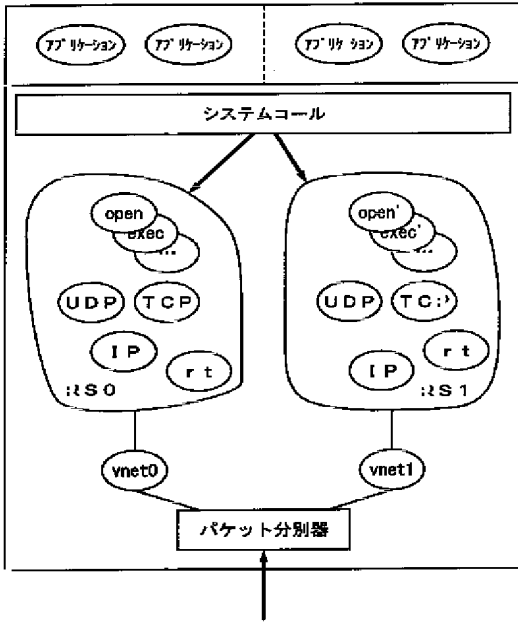 アプリケーション アプリケーション アプリケーション アプリケーション
システムコール
open
exec
...
open'
exec'
...
UDP TCP
UDP
IP
rt
IP
rt
vnet0
vnet1
パケット分別器